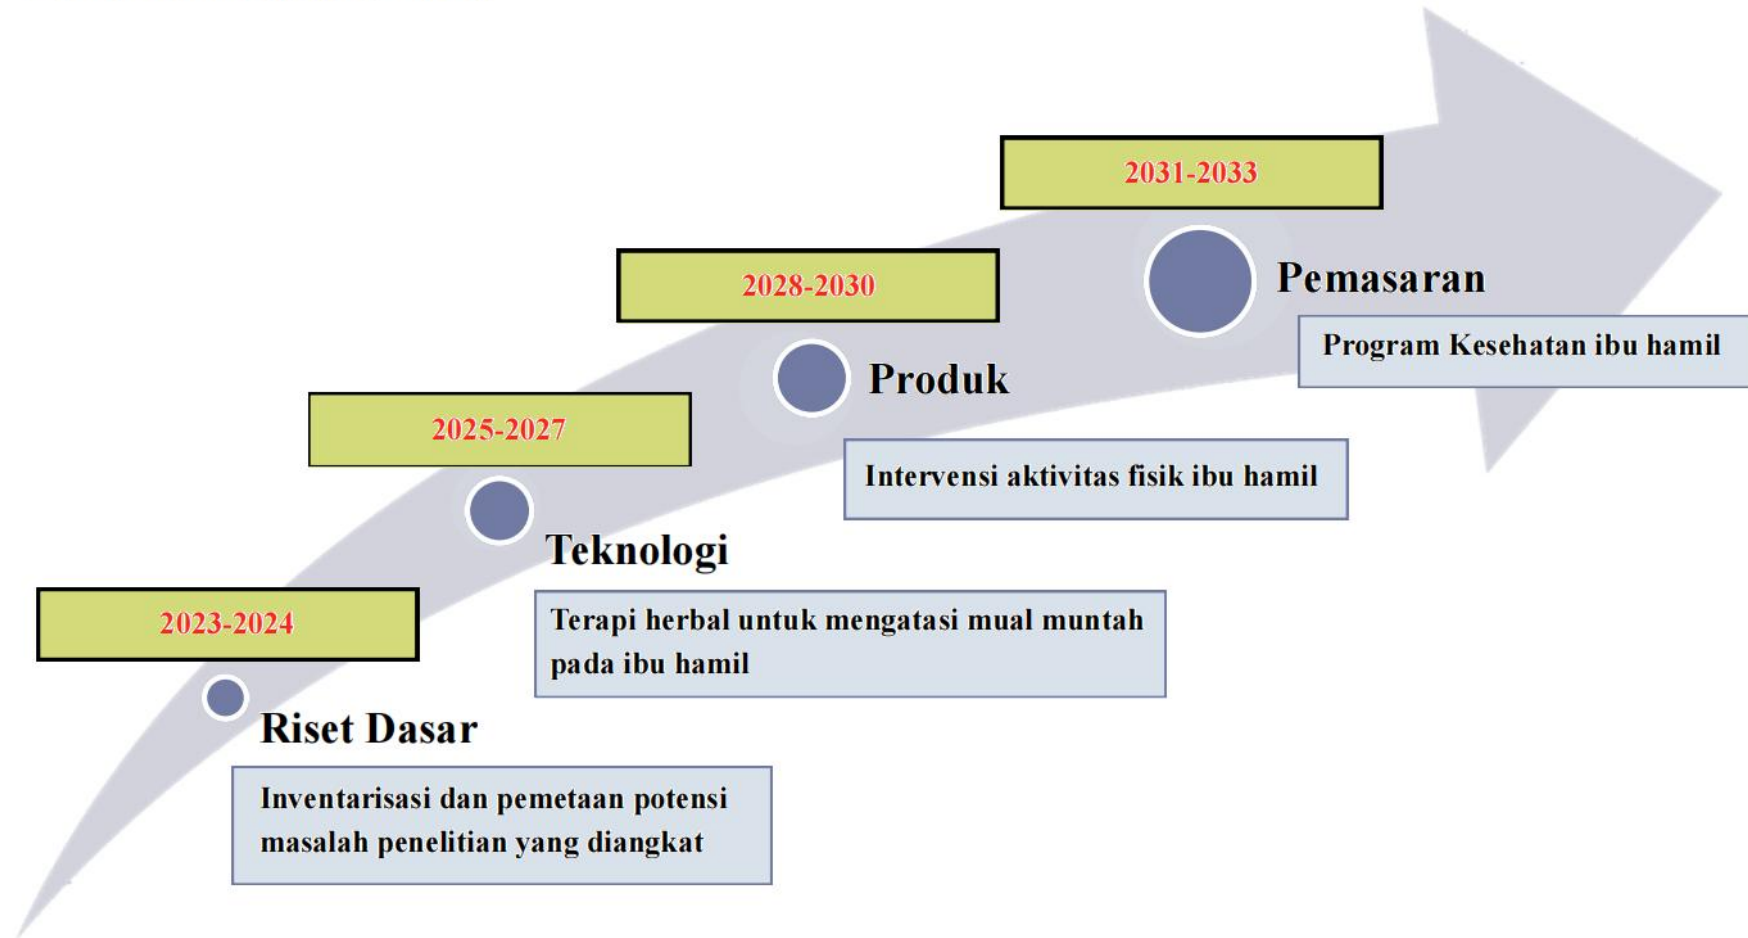 2031-2033
Pemasaran
Program Kesehatan ibu hamil
2028-2030
Produk
Intervensi aktivitas fisik ibu hamil
2025-2027
Teknologi
Terapi herbal untuk mengatasi mual muntah
pada ibu hamil
2023-2024
Riset Dasar
Inventarisasi dan pemetaan potensi
masalah penelitian yang diangkat